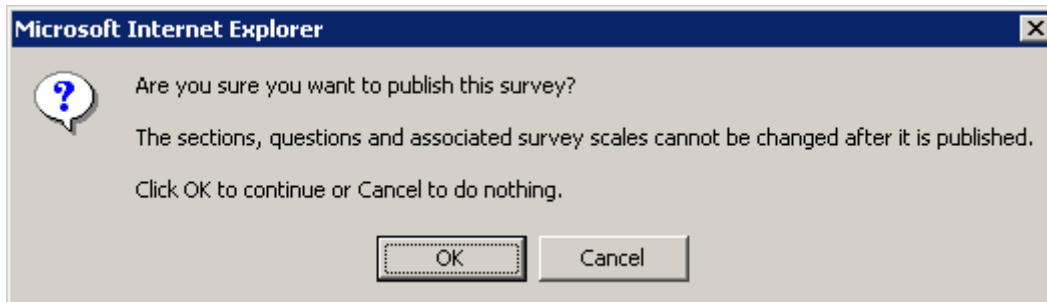 Microsoft Internet Explorer
Are you sure you want to publish this survey?
The sections, questions and associated survey scales cannot be changed after it is published.
Click OK to continue or Cancel to do nothing.
OK Cancel